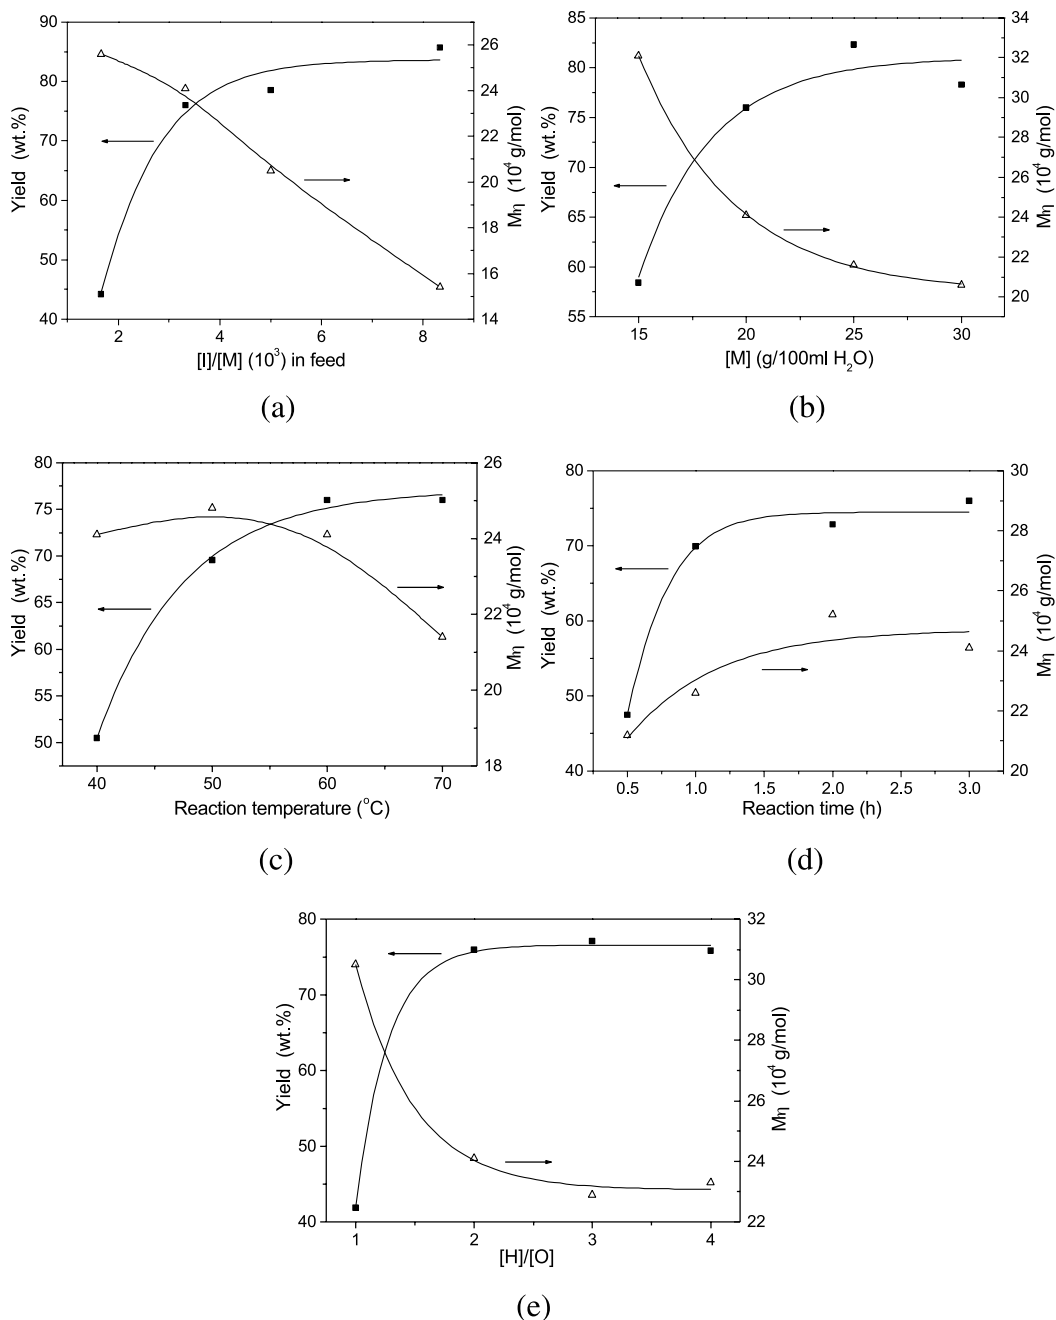 90
80
70
60
50
40
Yield (wt.%)
26
24
22
20
18
16
14
Mη (10⁴ g/mol)
2 4 6 8
[I]/[M] (10³) in feed
(a)
85
80
75
70
65
60
55
Yield (wt.%)
34
32
30
28
26
24
22
20
Mη (10⁴ g/mol)
15 20 25 30
[M] (g/100ml H₂O)
(b)
80
75
70
65
60
55
50
Yield (wt.%)
26
24
22
20
18
Mη (10⁴ g/mol)
40 50 60 70
Reaction temperature (°C)
(c)
80
70
60
50
40
Yield (wt.%)
30
28
26
24
22
20
Mη (10⁴ g/mol)
0.5 1.0 1.5 2.0 2.5 3.0
Reaction time (h)
(d)
80
70
60
50
40
Yield (wt.%)
32
30
28
26
24
22
Mη (10⁴ g/mol)
1 2 3 4
[H]/[O]
(e)